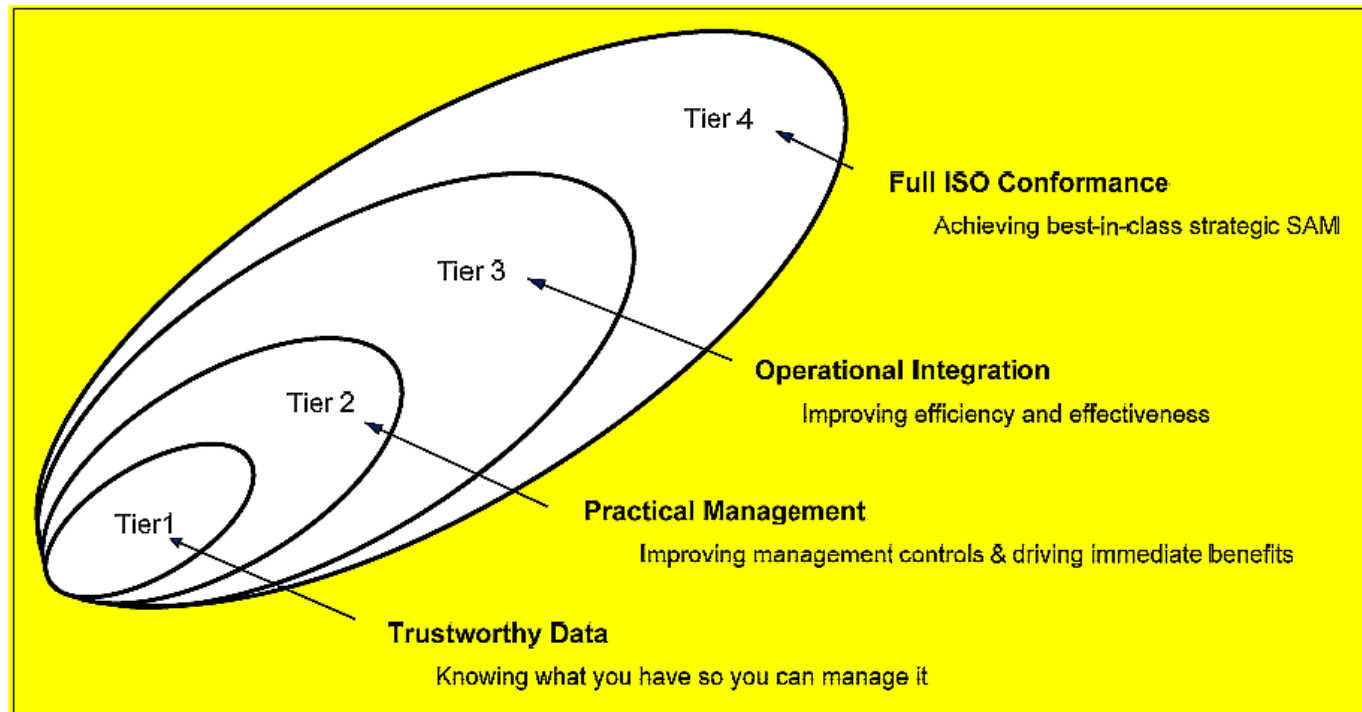 Tier 4
Full ISO Conformance
Achieving best-in-class strategic SAM
Tier 3
Operational Integration
Improving efficiency and effectiveness
Tier 2
Practical Management
Improving management controls & driving immediate benefits
Tier1
Trustworthy Data
Knowing what you have so you can manage it